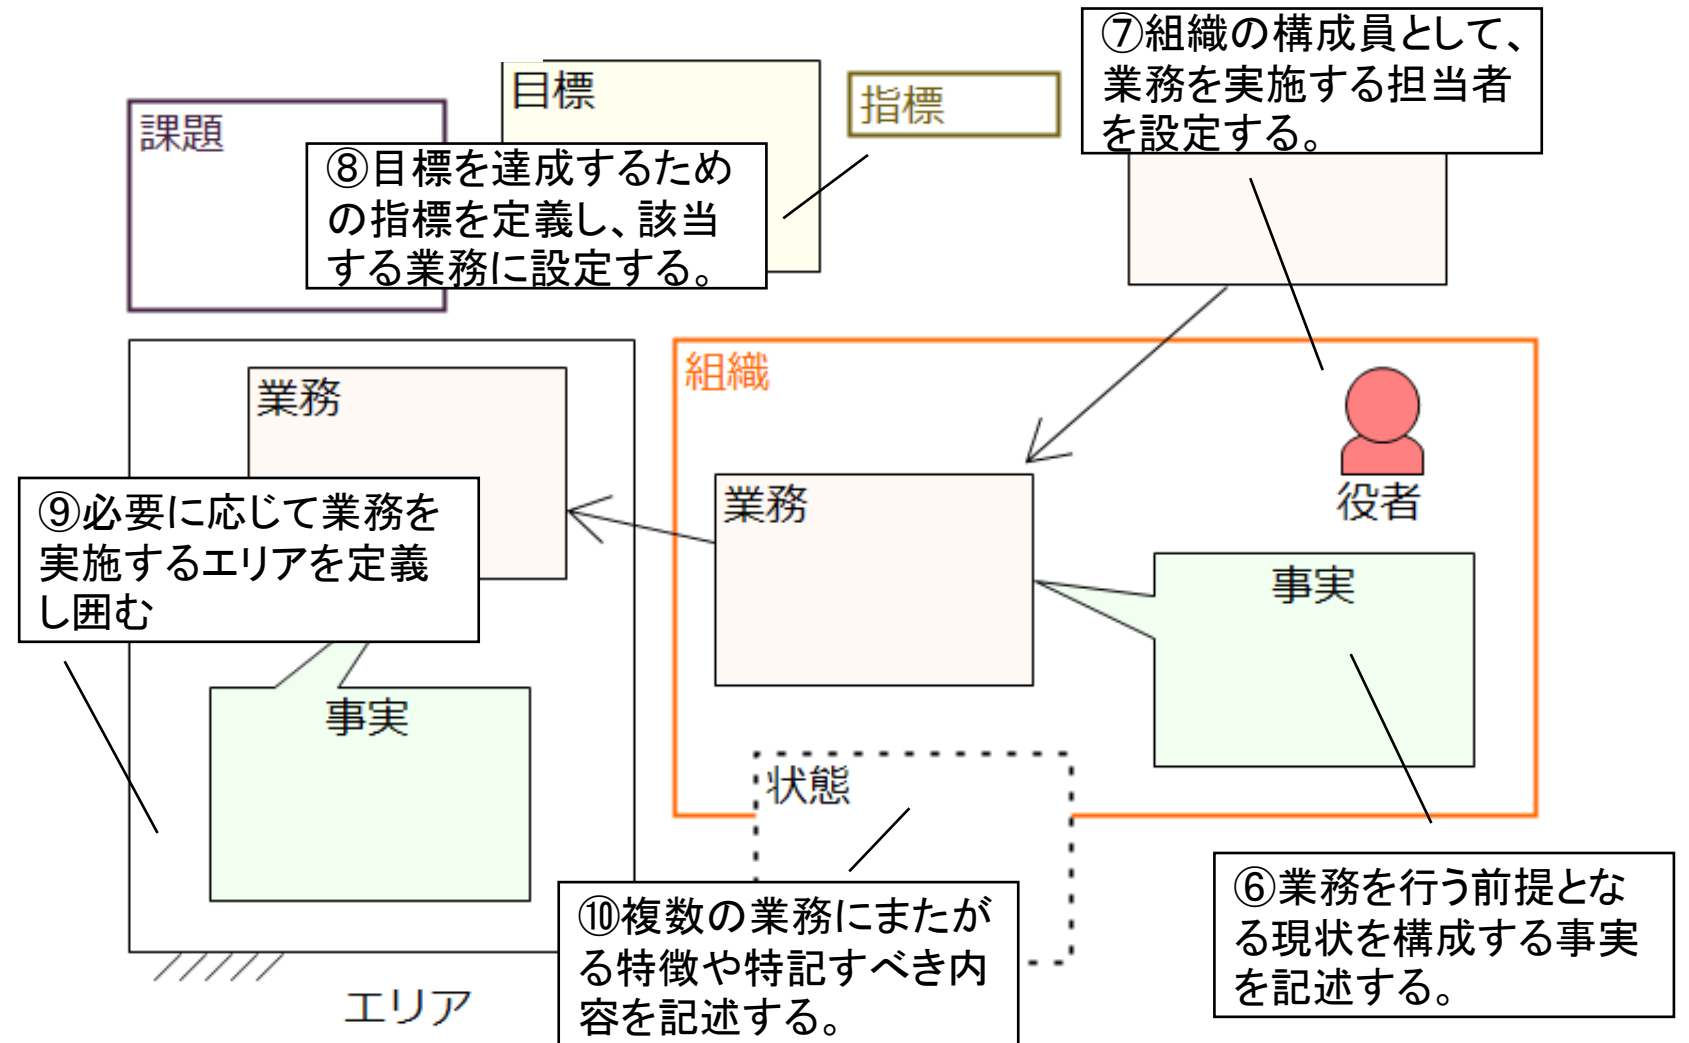 ⑦組織の構成員として、
業務を実施する担当者
を設定する。
目標
指標
課題
⑧目標を達成するため
の指標を定義し、該当
する業務に設定する。
組織
業務
役者
業務
⑨必要に応じて業務を
実施するエリアを定義
し囲む
事実
事実
状態
⑥業務を行う前提とな
る現状を構成する事実
を記述する。
⑩複数の業務にまたが
る特徴や特記すべき内
容を記述する。
エリア